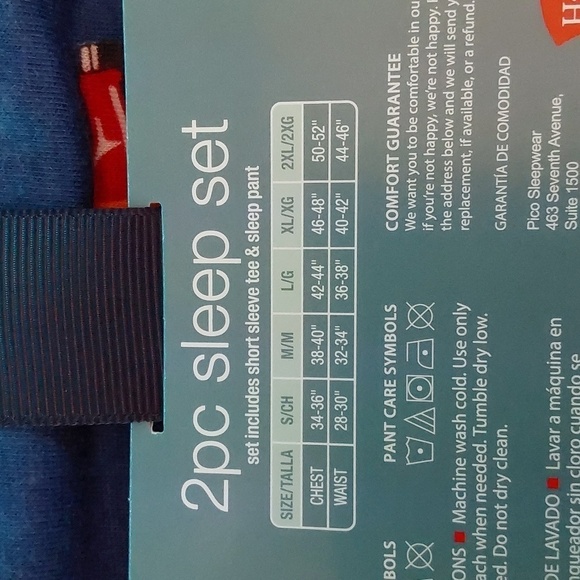 2pc sleep set
set includes short sleeve tee & sleep pant
SIZE/TALLA S/CH M/M L/G XL/XG 2XL/2XG
CHEST 34-36" 38-40" 42-44" 46-48" 50-52"
WAIST 28-30" 32-34" 36-38" 40-42" 44-46"
BOLS
PANT CARE SYMBOLS
ONS ■ Machine wash cold. Use only
ach when needed. Tumble dry low.
d. Do not dry clean.
DE LAVADO ■ Lavar a máquina en
queador sin cloro cuando se
COMFORT GUARANTEE
We want you to be comfortable in ou
if you're not happy, we're not happy.
the address below and we will send y
replacement, if available, or a refund.
GARANTÍA DE COMODIDAD
Pico Sleepwear
463 Seventh Avenue,
Suite 1500
H